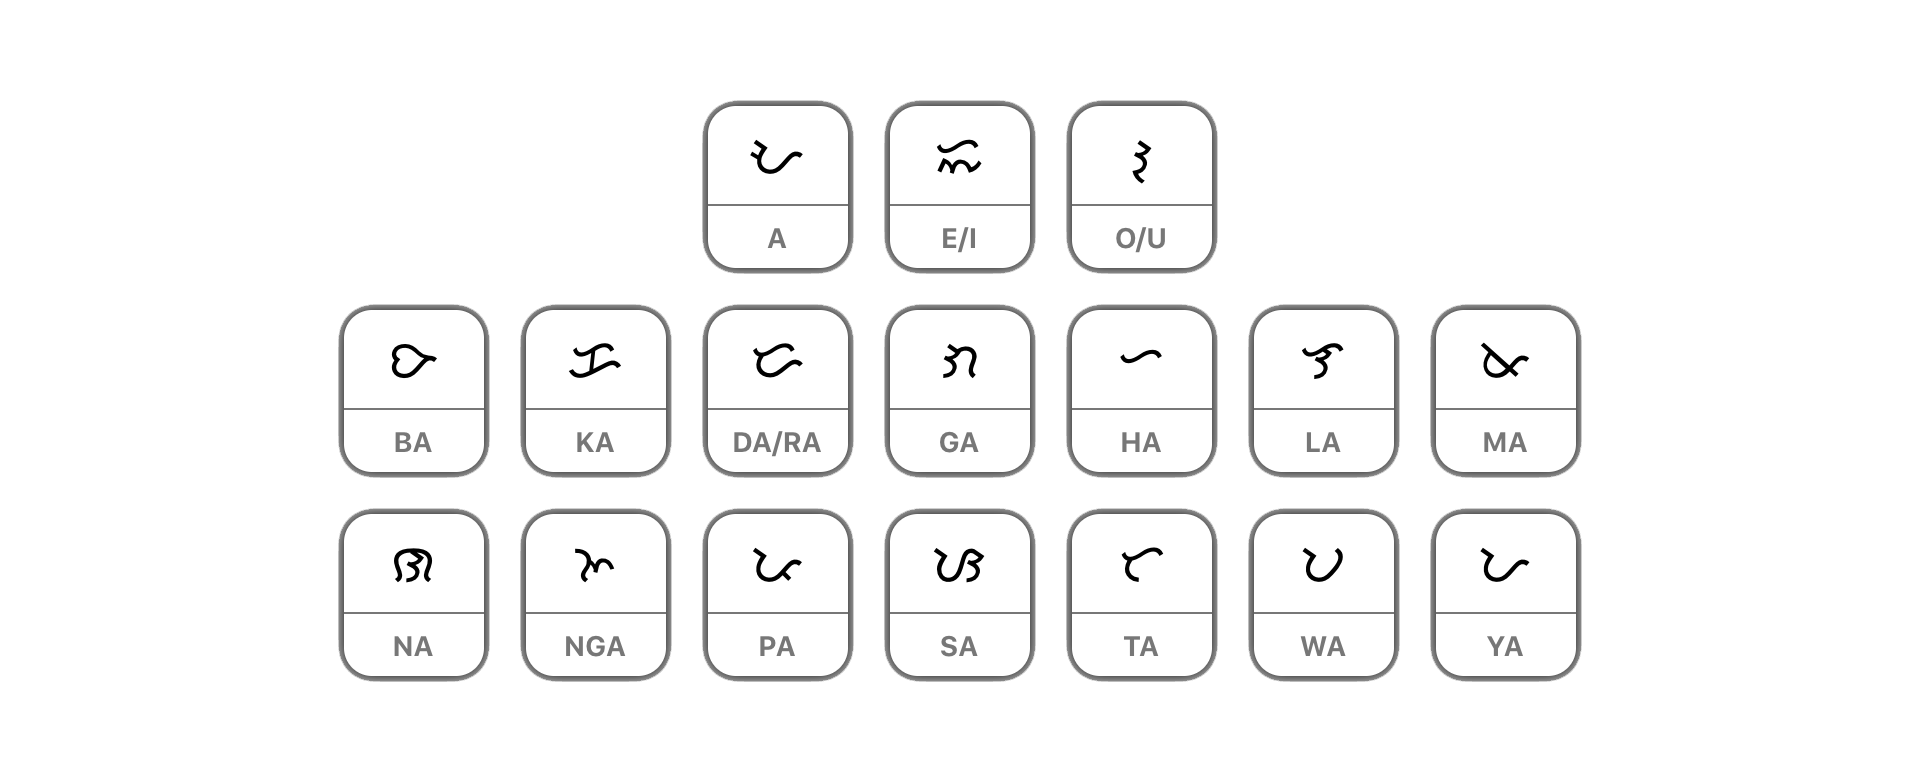 ᜀ ᜁ ᜂ
A E/I O/U
ᜊ ᜃ ᜇ ᜄ ᜑ ᜎ ᜋ
BA KA DA/RA GA HA LA MA
ᜈ ᜅ ᜉ ᜐ ᜆ ᜏ ᜌ
NA NGA PA SA TA WA YA